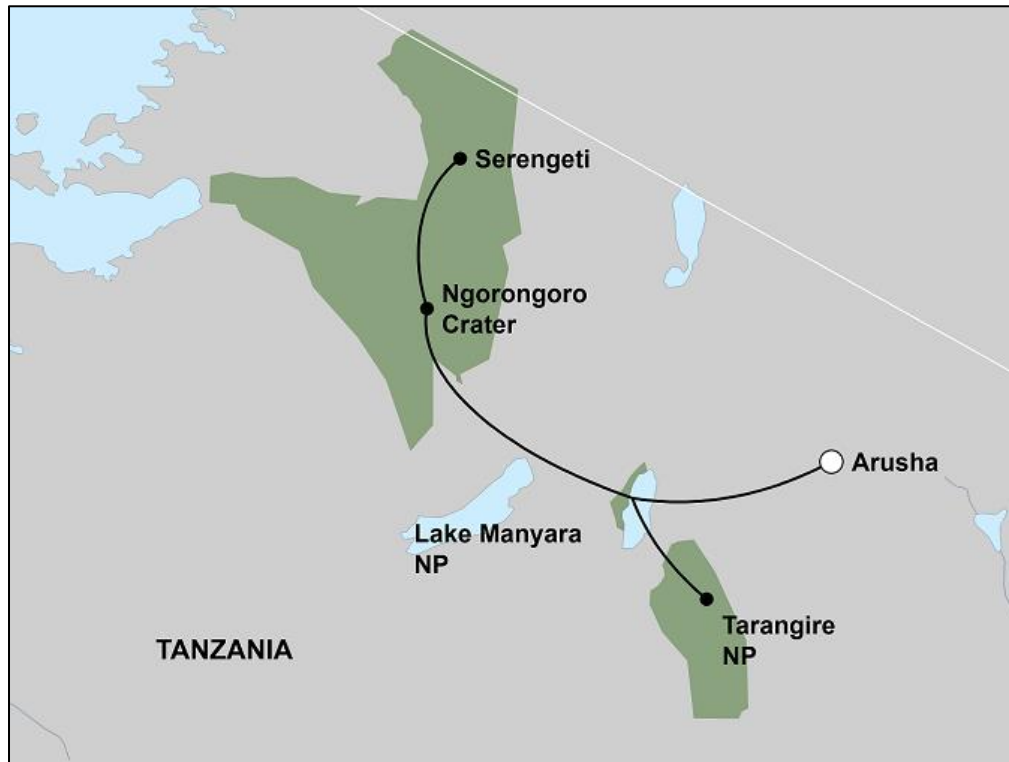 Serengeti
Ngorongoro
Crater
Arusha
Lake Manyara
NP
Tarangire
NP
TANZANIA